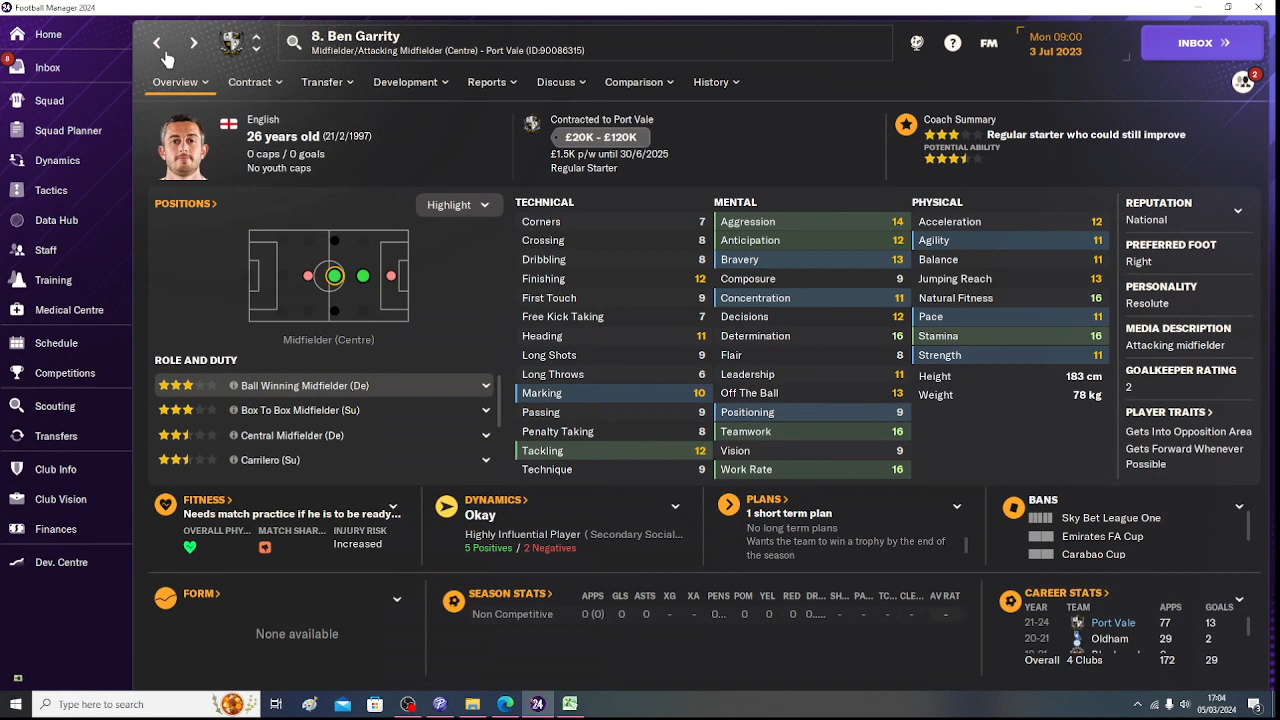 24 Football Manager 2024
Home
8
Inbox
Squad
Squad Planner
Dynamics
Tactics
Data Hub
Staff
Training
Medical Centre
Schedule
Competitions
Scouting
Transfers
Club Info
Club Vision
Finances
Dev. Centre
8. Ben Garrity
Midfielder/Attacking Midfielder (Centre) - Port Vale (ID:90086315)
? FM
Mon 09:00
3 Jul 2023
INBOX
2
Overview Contract Transfer Development Reports Discuss Comparison History
English
26 years old (21/2/1997)
0 caps / 0 goals
No youth caps
Contracted to Port Vale
£20K - £120K
£1.5K p/w until 30/6/2025
Regular Starter
Coach Summary
Regular starter who could still improve
POTENTIAL ABILITY
POSITIONS>
Highlight
Midfielder (Centre)
ROLE AND DUTY
Ball Winning Midfielder (De)
Box To Box Midfielder (Su)
Central Midfielder (De)
Carrilero (Su)
TECHNICAL
Corners 7
Crossing 8
Dribbling 8
Finishing 12
First Touch 9
Free Kick Taking 7
Heading 11
Long Shots 9
Long Throws 6
Marking 10
Passing 9
Penalty Taking 8
Tackling 12
Technique 9
MENTAL
Aggression 14
Anticipation 12
Bravery 13
Composure 9
Concentration 11
Decisions 12
Determination 16
Flair 8
Leadership 11
Off The Ball 13
Positioning 9
Teamwork 16
Vision 9
Work Rate 16
PHYSICAL
Acceleration 12
Agility 11
Balance 11
Jumping Reach 13
Natural Fitness 16
Pace 11
Stamina 16
Strength 11
Height 183 cm
Weight 78 kg
REPUTATION
National
PREFERRED FOOT
Right
PERSONALITY
Resolute
MEDIA DESCRIPTION
Attacking midfielder
GOALKEEPER RATING
2
PLAYER TRAITS>
Gets Into Opposition Area
Gets Forward Whenever
Possible
FITNESS>
Needs match practice if he is to be ready...
OVERALL PHY... MATCH SHAR... INJURY RISK
Increased
DYNAMICS>
Okay
Highly Influential Player ( Secondary Social...
5 Positives / 2 Negatives
PLANS>
1 short term plan
No long term plans
Wants the team to win a trophy by the end of
the season
BANS
Sky Bet League One
Emirates FA Cup
Carabao Cup
FORM>
None available
SEASON STATS> APPS GLS ASTS XG XA PENS POM YEL RED DR... SH... PA... TC... CLE... AV RAT
Non Competitive 0 (0) 0 0 - - 0... 0 0 0 0..... - - - - -
CAREER STATS>
YEAR TEAM APPS GOALS
21-24 Port Vale 77 13
20-21 Oldham 29 2
Overall 4 Clubs 172 29
Type here to search
24
17:04
05/03/2024
3